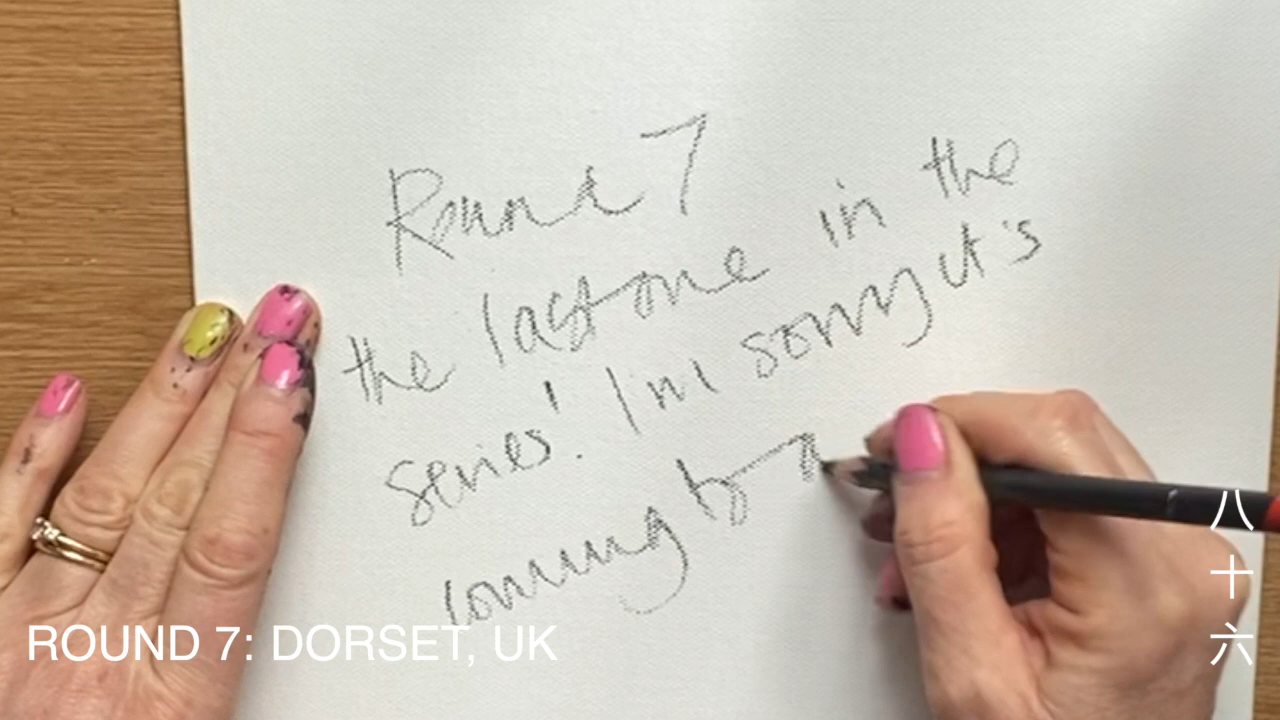 Round 7
the last one in the
series! I'm sorry it's
coming to a
ROUND 7: DORSET, UK
八十六